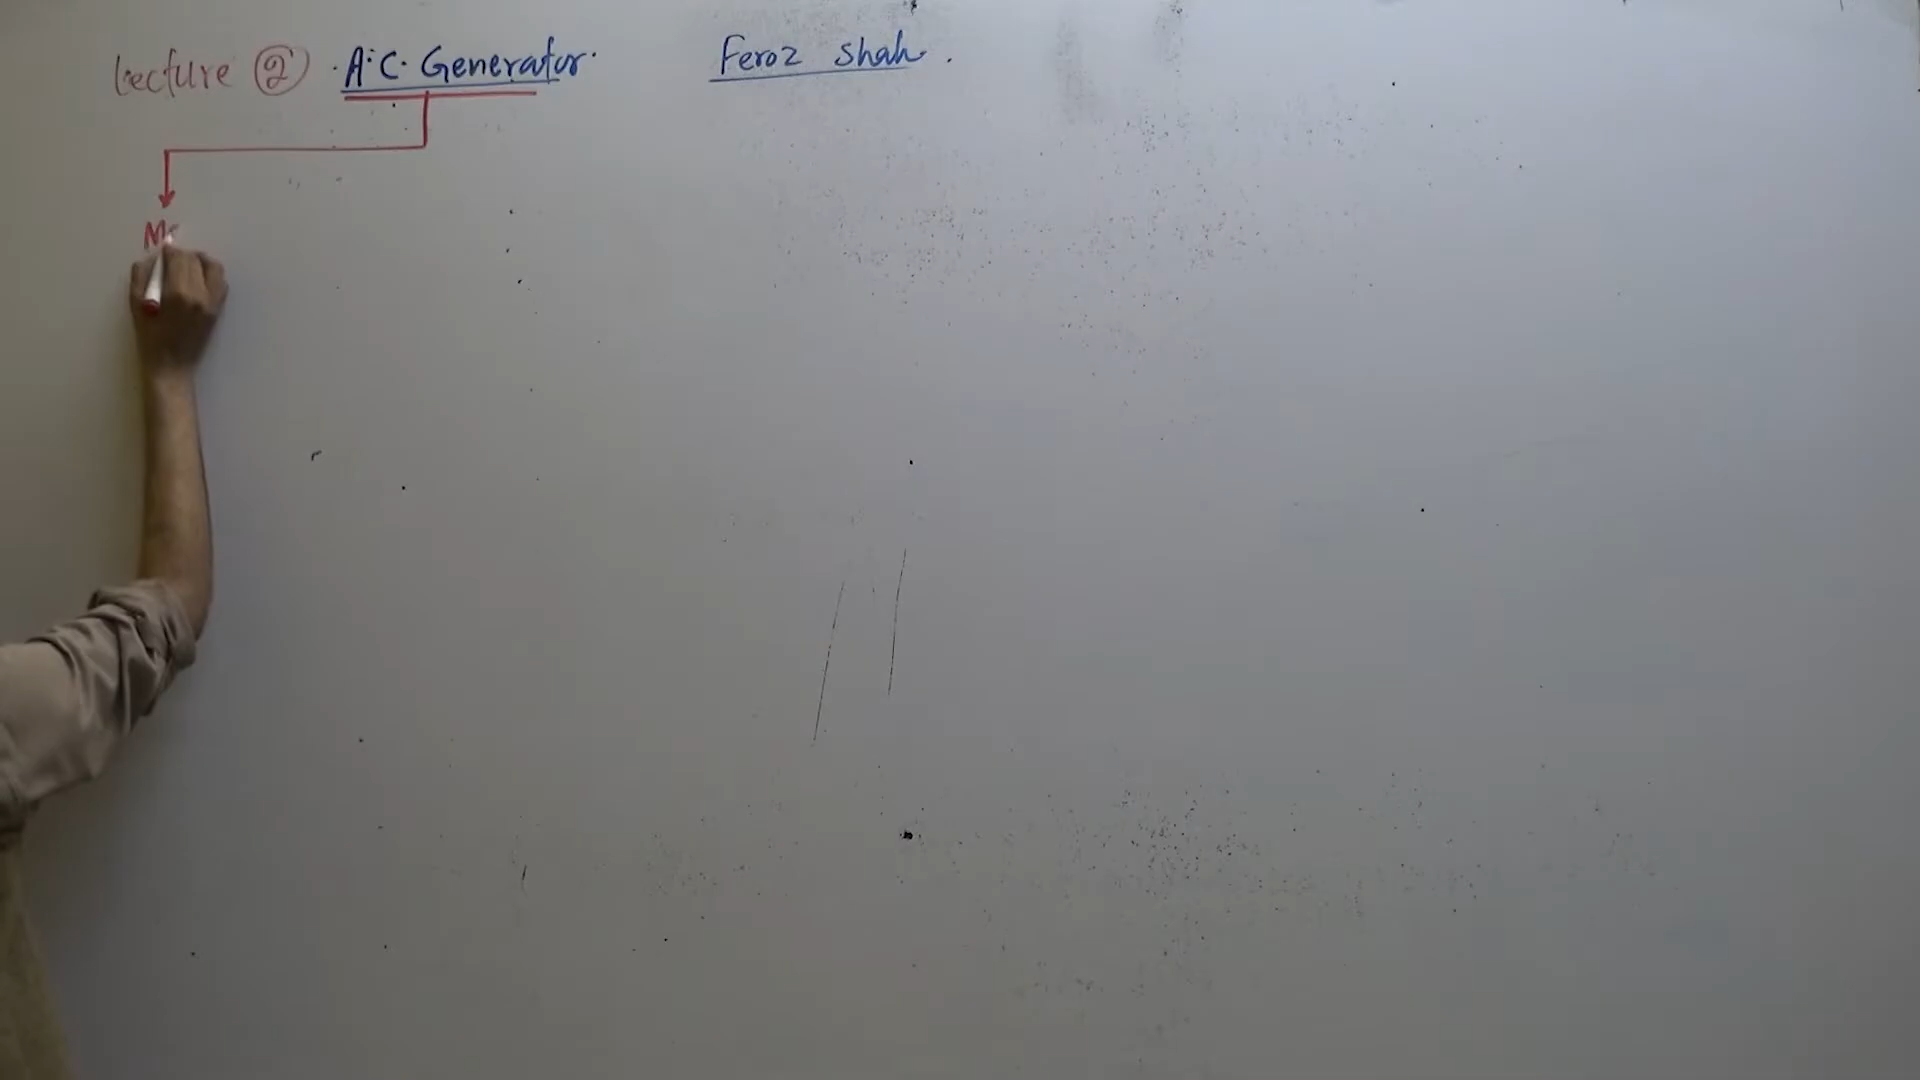 Lecture ② A.C. Generator. Feroz Shah.